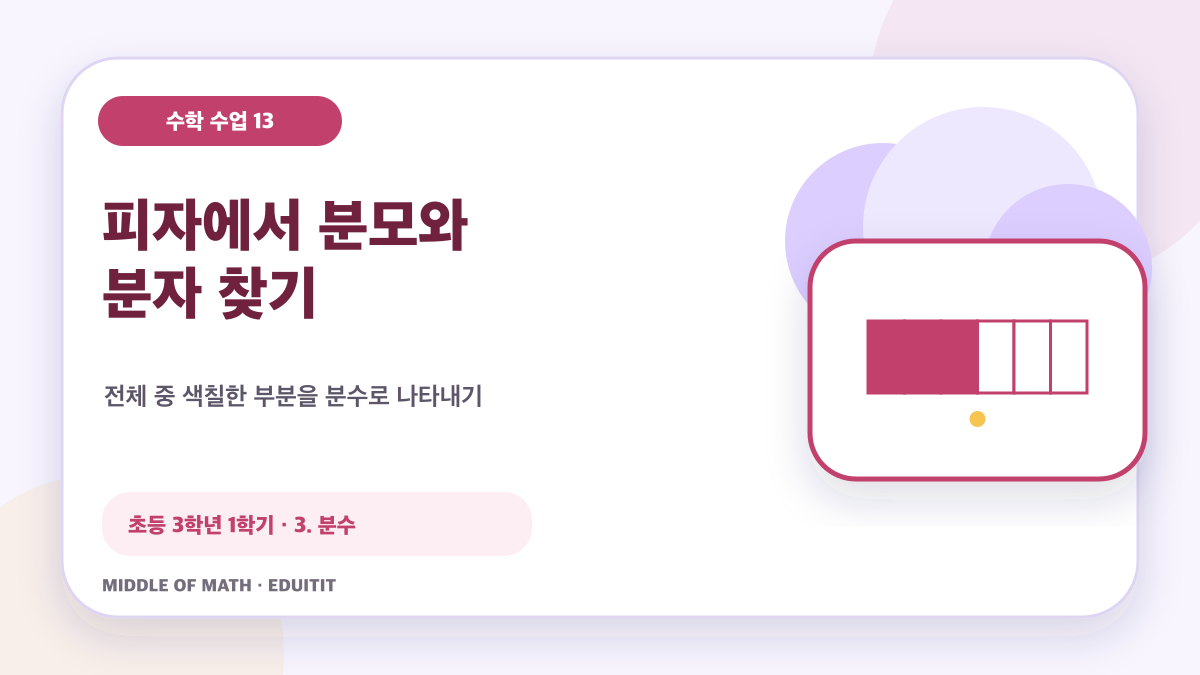 수학 수업 13
피자에서 분모와
분자 찾기
전체 중 색칠한 부분을 분수로 나타내기
초등 3학년 1학기 · 3. 분수
MIDDLE OF MATH · EDUITIT